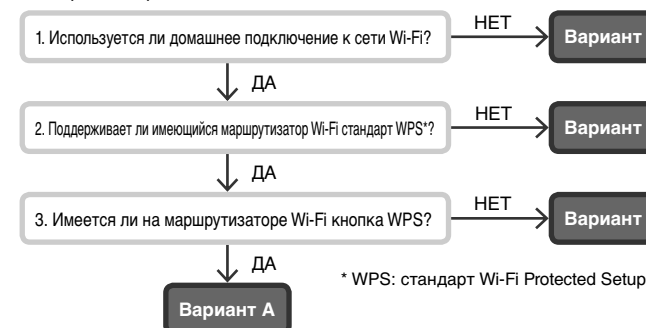 1. Используется ли домашнее подключение к сети Wi-Fi?
НЕТ
Вариант
ДА
2. Поддерживает ли имеющийся маршрутизатор Wi-Fi стандарт WPS*?
НЕТ
Вариант
ДА
3. Имеется ли на маршрутизаторе Wi-Fi кнопка WPS?
НЕТ
Вариант
ДА
* WPS: стандарт Wi-Fi Protected Setup
Вариант A